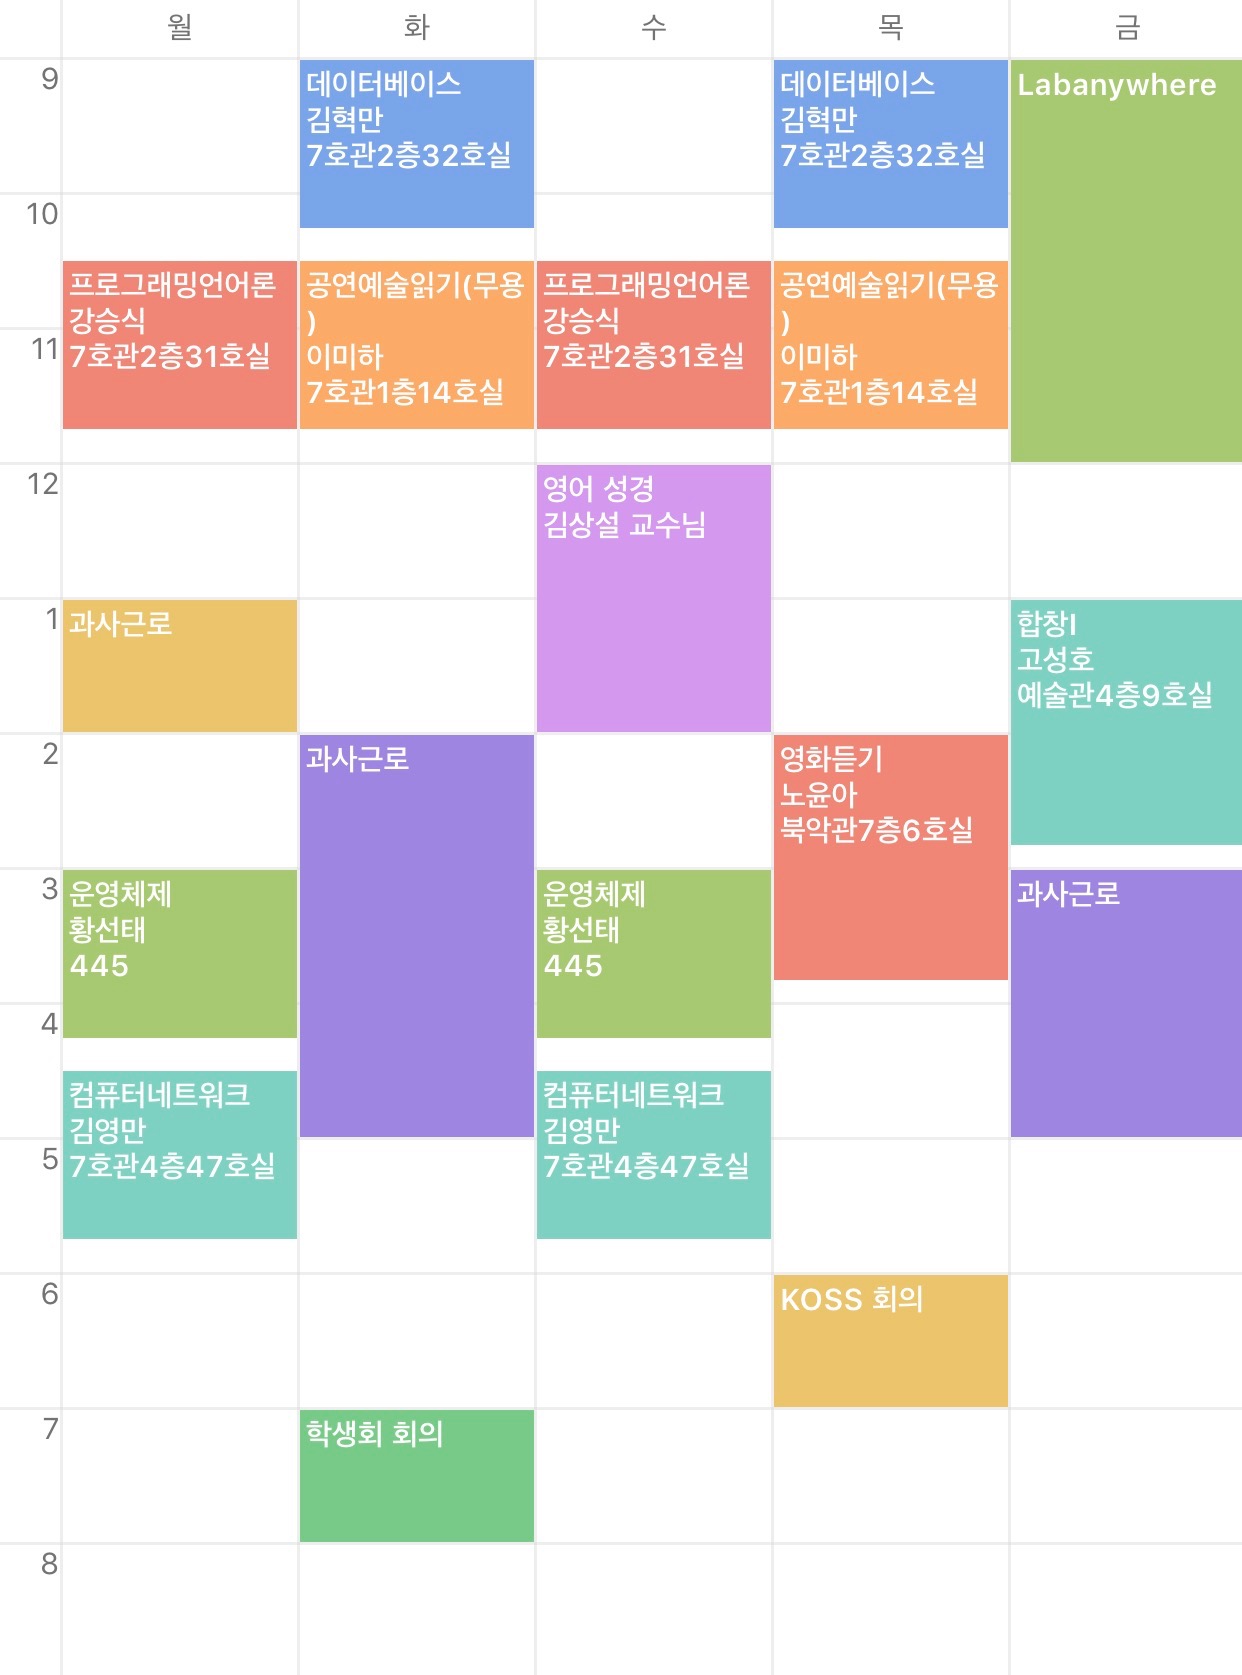 월 화 수 목 금
9
데이터베이스
김혁만
7호관2층32호실
데이터베이스
김혁만
7호관2층32호실
Labanywhere
10
프로그래밍언어론
강승식
7호관2층31호실
공연예술읽기(무용
)
이미하
7호관1층14호실
프로그래밍언어론
강승식
7호관2층31호실
공연예술읽기(무용
)
이미하
7호관1층14호실
11
12
영어 성경
김상설 교수님
1
과사근로
합창I
고성호
예술관4층9호실
2
과사근로
영화듣기
노윤아
북악관7층6호실
3
운영체제
황선태
445
운영체제
황선태
445
과사근로
4
컴퓨터네트워크
김영만
7호관4층47호실
컴퓨터네트워크
김영만
7호관4층47호실
5
6
KOSS 회의
7
학생회 회의
8